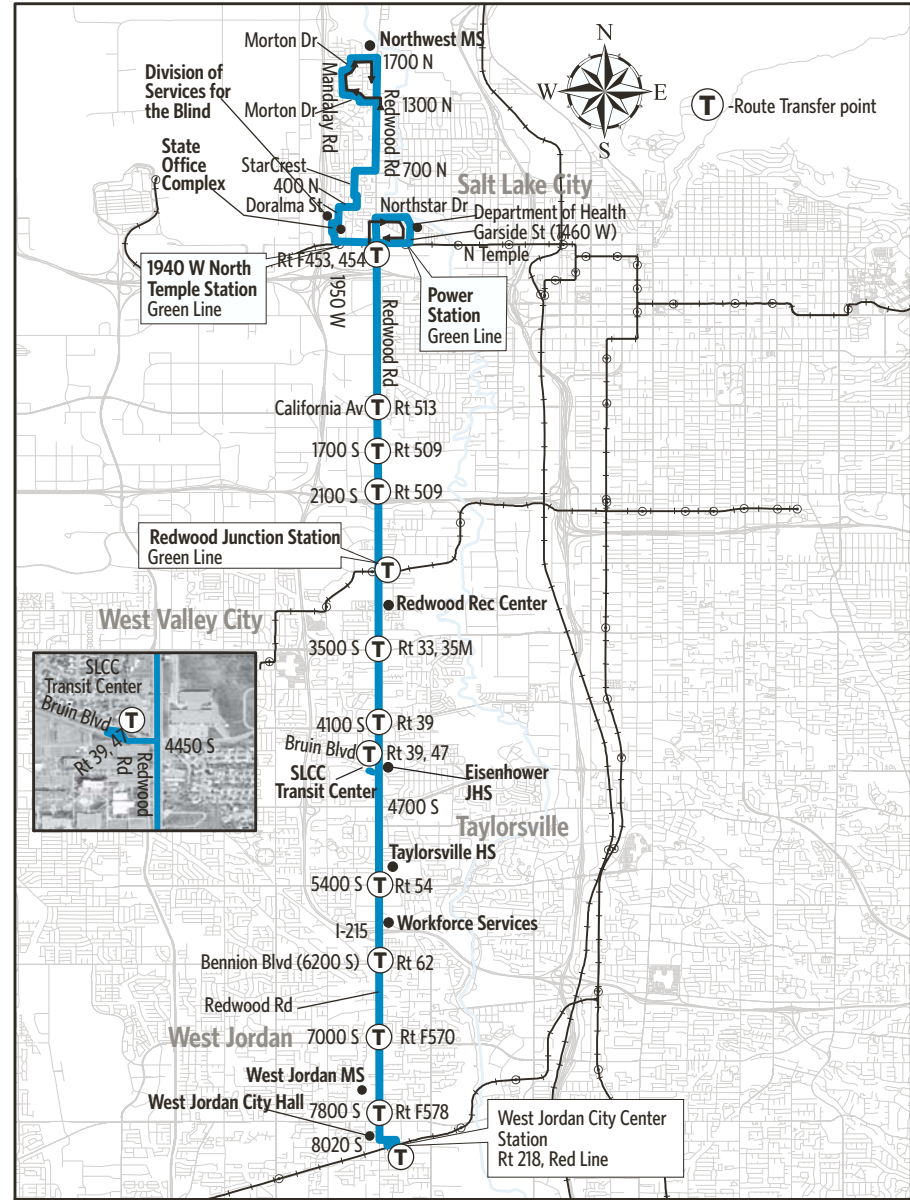 Morton Dr
Northwest MS
1700 N
N
W
E
S
T
-Route Transfer point
Division of
Services for
the Blind
Mandalay Rd
Redwood Rd
Morton Dr
1300 N
State
Office
Complex
StarCrest
400 N
700 N
Salt Lake City
Doralma St
Northstar Dr
Department of Health
Garside St (1460 W)
N Temple
Rt F453, 454
T
1940 W North
Temple Station
Green Line
1950 W
Redwood Rd
Power
Station
Green Line
California Av
T
Rt 513
1700 S
T
Rt 509
2100 S
T
Rt 509
Redwood Junction Station
Green Line
T
Redwood Rec Center
West Valley City
3500 S
T
Rt 33, 35M
SLCC
Transit Center
Bruin Blvd
T
Rt 39, 47
Redwood
Rd
4450 S
4100 S
T
Rt 39
Bruin Blvd
T
Rt 39, 47
SLCC
Transit Center
Eisenhower
JHS
4700 S
Taylorsville
Taylorsville HS
5400 S
T
Rt 54
I-215
Workforce Services
Bennion Blvd (6200 S)
T
Rt 62
Redwood Rd
West Jordan
7000 S
T
Rt F570
West Jordan MS
West Jordan City Hall
7800 S
T
Rt F578
8020 S
T
West Jordan City Center
Station
Rt 218, Red Line